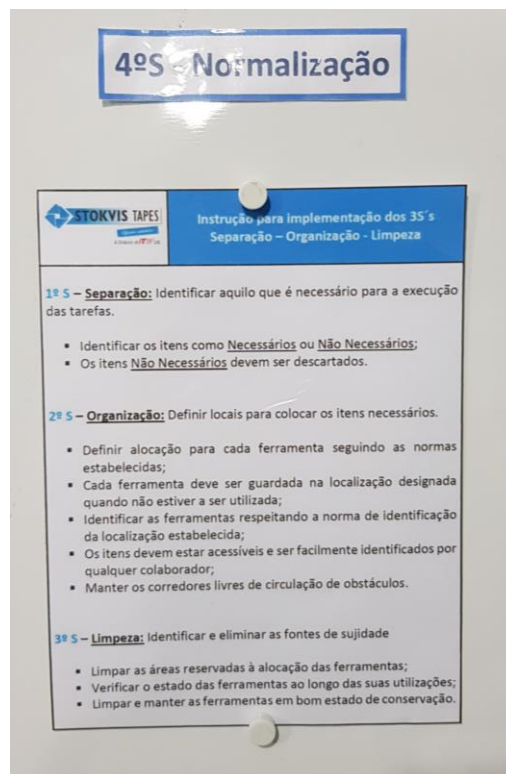 4ºS - Normalização
STOKVIS TAPES
Instrução para implementação dos 3S´s
Separação – Organização - Limpeza
1º S – Separação: Identificar aquilo que é necessário para a execução
das tarefas.
▪ Identificar os itens como Necessários ou Não Necessários;
▪ Os itens Não Necessários devem ser descartados.
2º S – Organização: Definir locais para colocar os itens necessários.
▪ Definir alocação para cada ferramenta seguindo as normas
estabelecidas;
▪ Cada ferramenta deve ser guardada na localização designada
quando não estiver a ser utilizada;
▪ Identificar as ferramentas respeitando a norma de identificação
da localização estabelecida;
▪ Os itens devem estar acessíveis e ser facilmente identificados por
qualquer colaborador;
▪ Manter os corredores livres de circulação de obstáculos.
3º S – Limpeza: Identificar e eliminar as fontes de sujidade
▪ Limpar as áreas reservadas à alocação das ferramentas;
▪ Verificar o estado das ferramentas ao longo das suas utilizações;
▪ Limpar e manter as ferramentas em bom estado de conservação.